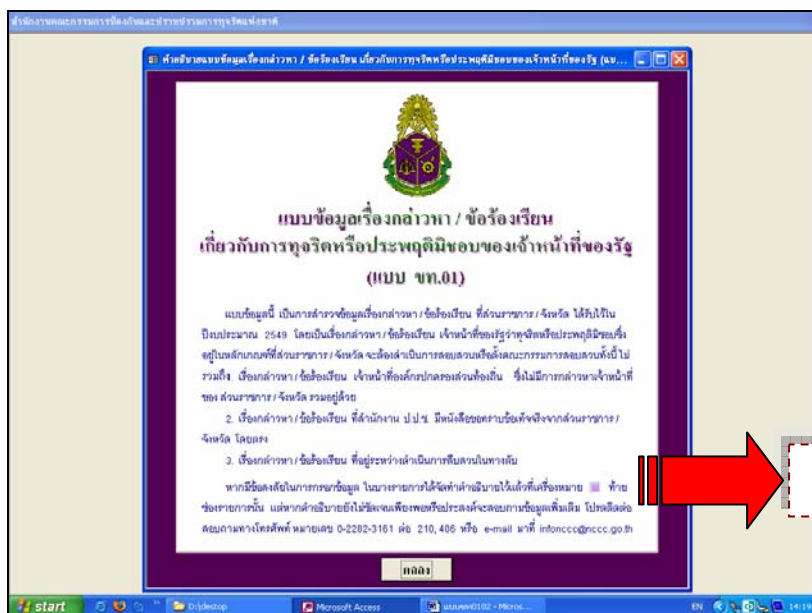 สำนักงานคณะกรรมการป้องกันและปราบปรามการทุจริตแห่งชาติ
คำอธิบายแบบข้อมูลเรื่องกล่าวหา / ข้อร้องเรียน เกี่ยวกับการทุจริตหรือประพฤติมิชอบของเจ้าหน้าที่ของรัฐ (แบ...
แบบข้อมูลเรื่องกล่าวหา / ข้อร้องเรียน
เกี่ยวกับการทุจริตหรือประพฤติมิชอบของเจ้าหน้าที่ของรัฐ
(แบบ ขท.01)
แบบข้อมูลนี้ เป็นการสำรวจข้อมูลเรื่องกล่าวหา / ข้อร้องเรียน ที่ส่วนราชการ / จังหวัด ได้รับไว้ใน
ปีงบประมาณ 2549 โดยเป็นเรื่องกล่าวหา / ข้อร้องเรียน เจ้าหน้าที่ของรัฐว่าทุจริตหรือประพฤติมิชอบซึ่ง
อยู่ในหลักเกณฑ์ที่ส่วนราชการ / จังหวัด จะต้องดำเนินการสอบสวนหรือตั้งคณะกรรมการสอบสวนทั้งนี้ ไม่
รวมถึง เรื่องกล่าวหา / ข้อร้องเรียน เจ้าหน้าที่องค์กรปกครองส่วนท้องถิ่น ซึ่งไม่มีการกล่าวหาเจ้าหน้าที่
ของ ส่วนราชการ / จังหวัด รวมอยู่ด้วย
2. เรื่องกล่าวหา / ข้อร้องเรียน ที่สำนักงาน ป.ป.ช. มีหนังสือขอทราบข้อเท็จจริงจากส่วนราชการ /
จังหวัด โดยตรง
3. เรื่องกล่าวหา / ข้อร้องเรียน ที่อยู่ระหว่างดำเนินการสืบสวนในทางลับ
หากมีข้อสงสัยในการกรอกข้อมูล ในบางรายการได้จัดทำคำอธิบายไว้แล้วที่เครื่องหมาย ท้าย
ช่องรายการนั้น แต่หากคำอธิบายยังไม่ชัดเจนเพียงพอหรือประสงค์จะสอบถามข้อมูลเพิ่มเติม โปรดติดต่อ
สอบถามทางโทรศัพท์ หมายเลข 0-2282-3161 ต่อ 210, 406 หรือ e-mail มาที่ infonccc@nccc.go.th
ตกลง
start
D:\destop
Microsoft Access
แบบขท0102 - Micros...
EN